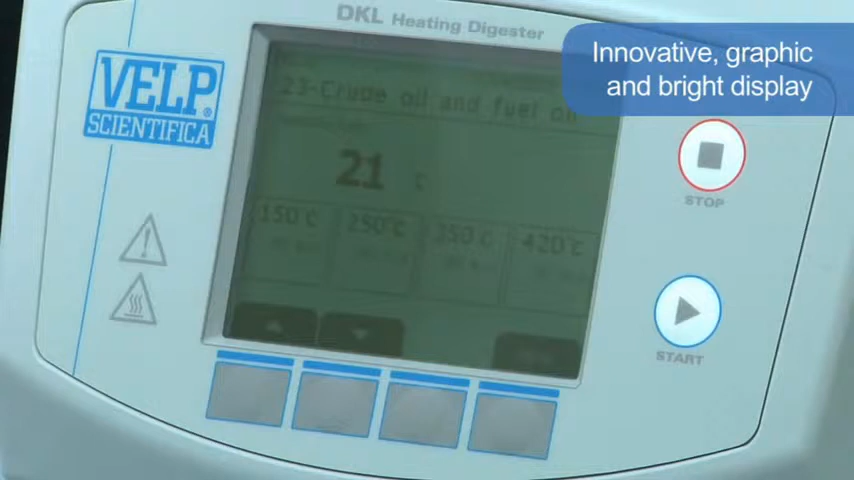 DKL Heating Digester
Innovative, graphic
and bright display
VELP®
SCIENTIFICA
23-Crude oil and fuel oil
21 °C
150°C 250°C 350°C 420°C
STOP
START